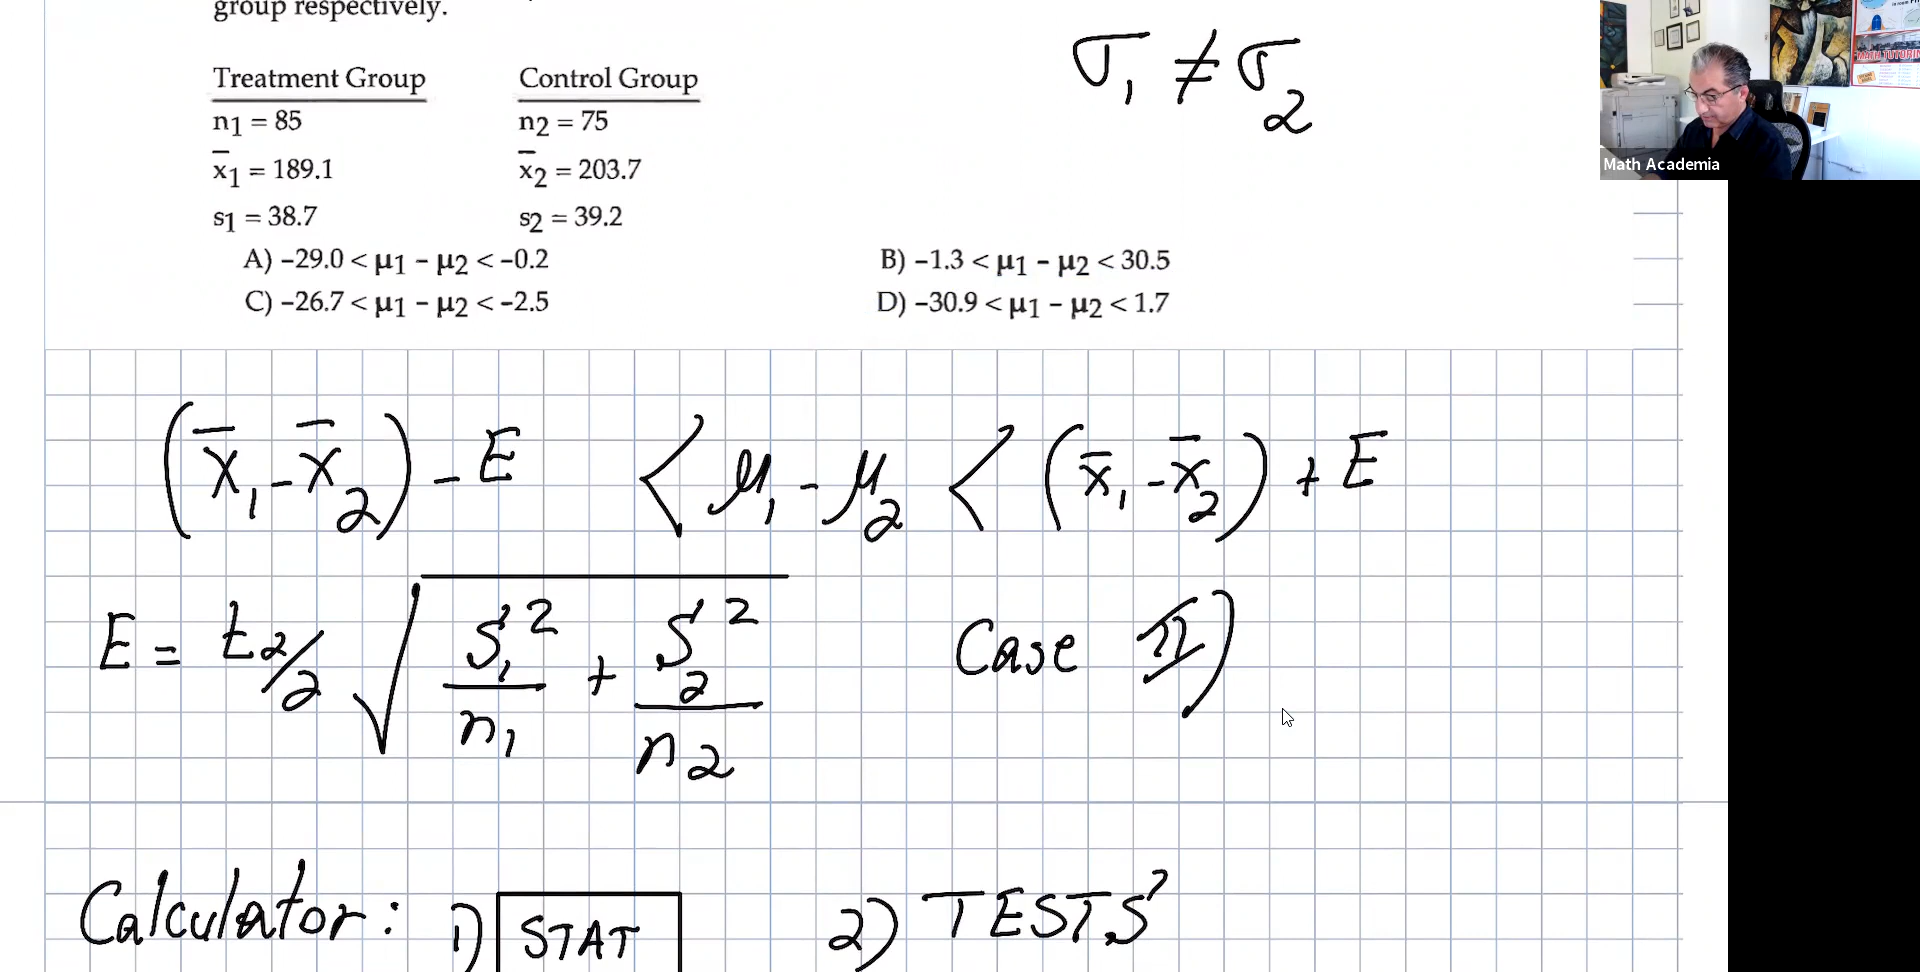 group respectively.
Treatment Group Control Group
n1 = 85 n2 = 75
x̄1 = 189.1 x̄2 = 203.7
s1 = 38.7 s2 = 39.2
A) −29.0 < μ1 − μ2 < −0.2 B) −1.3 < μ1 − μ2 < 30.5
C) −26.7 < μ1 − μ2 < −2.5 D) −30.9 < μ1 − μ2 < 1.7
σ1 ≠ σ2
Math Academia
MATH TUTORING
(x̄1 − x̄2) − E < μ1 − μ2 < (x̄1 − x̄2) + E
E = tα/2 √(s1²/n1 + s2²/n2) Case II)
Calculator: 1) STAT 2) TESTS